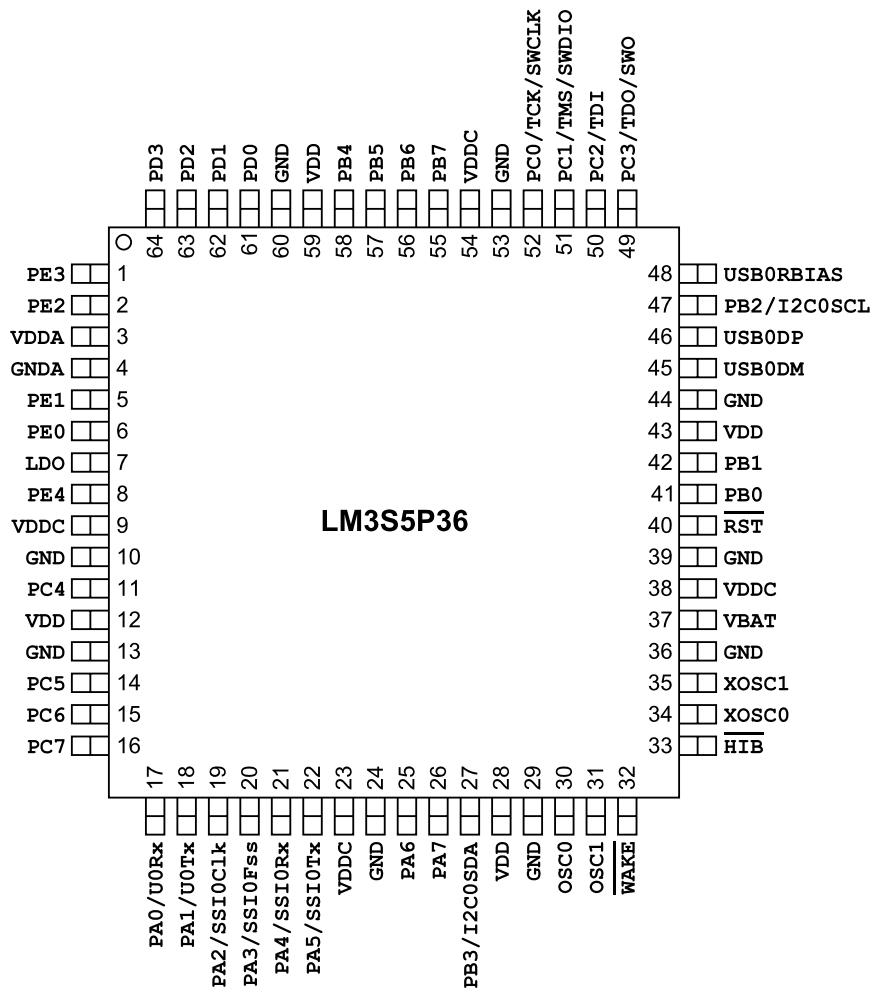 PD3
PD2
PD1
PD0
GND
VDD
PB4
PB5
PB6
PB7
VDDC
GND
PC0/TCK/SWCLK
PC1/TMS/SWDIO
PC2/TDI
PC3/TDO/SWO
64
63
62
61
60
59
58
57
56
55
54
53
52
51
50
49
PE3 1
PE2 2
VDDA 3
GNDA 4
PE1 5
PE0 6
LDO 7
PE4 8
VDDC 9
GND 10
PC4 11
VDD 12
GND 13
PC5 14
PC6 15
PC7 16
LM3S5P36
48 USB0RBIAS
47 PB2/I2C0SCL
46 USB0DP
45 USB0DM
44 GND
43 VDD
42 PB1
41 PB0
40 RST
39 GND
38 VDDC
37 VBAT
36 GND
35 XOSC1
34 XOSC0
33 HIB
17
18
19
20
21
22
23
24
25
26
27
28
29
30
31
32
PA0/U0Rx
PA1/U0Tx
PA2/SSI0Clk
PA3/SSI0Fss
PA4/SSI0Rx
PA5/SSI0Tx
VDDC
GND
PA6
PA7
PB3/I2C0SDA
VDD
GND
OSC0
OSC1
WAKE